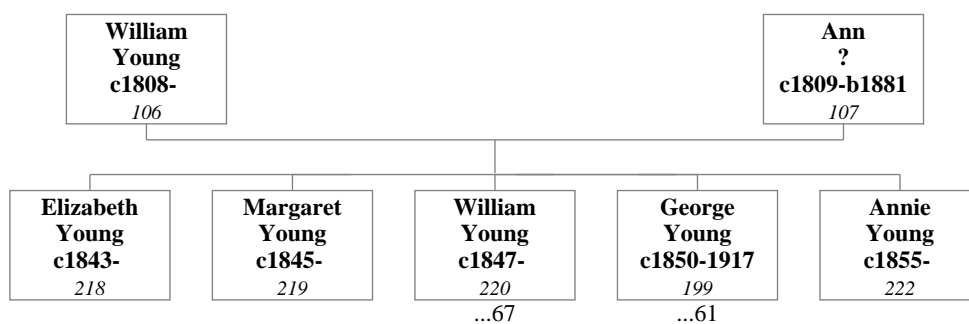 William
Young
c1808-
106
Ann
?
c1809-b1881
107
Elizabeth
Young
c1843-
218
Margaret
Young
c1845-
219
William
Young
c1847-
220
...67
George
Young
c1850-1917
199
...61
Annie
Young
c1855-
222